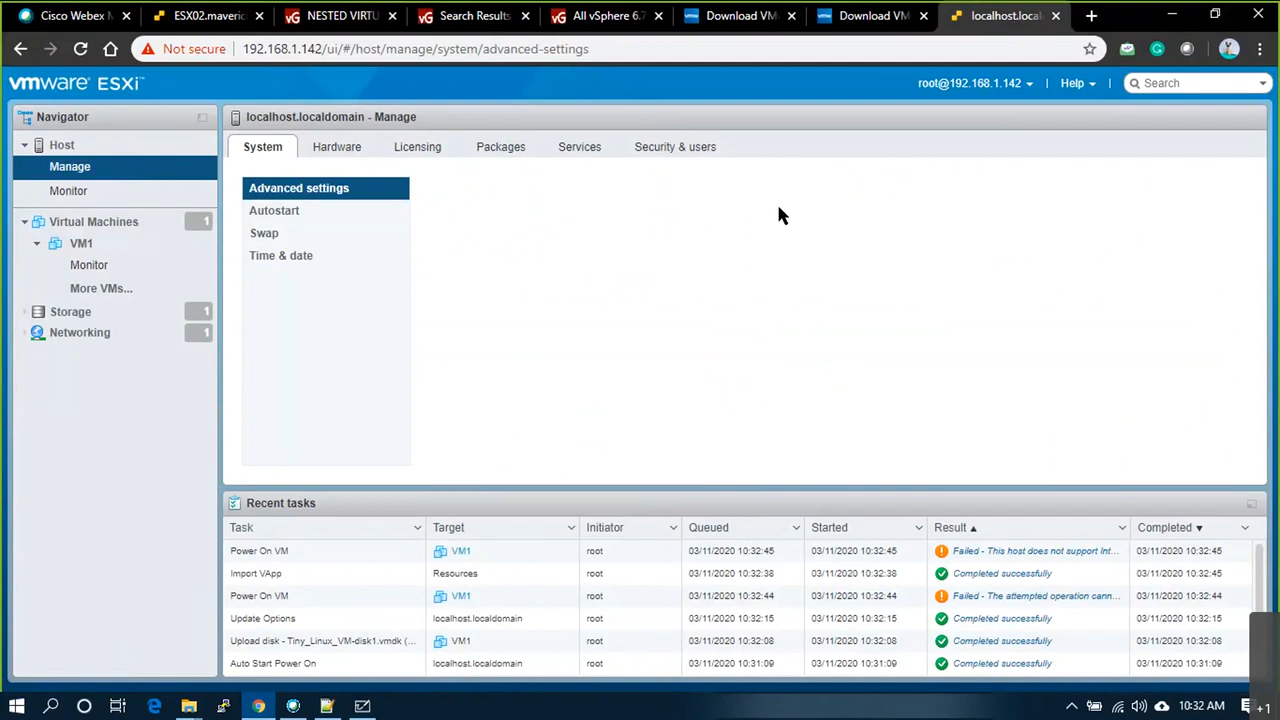 Cisco Webex M
ESX02.maveric
NESTED VIRTU
Search Results
All vSphere 6.7
Download VM
Download VM
localhost.local
Not secure
192.168.1.142/ui/#/host/manage/system/advanced-settings
vmware ESXi
root@192.168.1.142
Help
Search
Navigator
Host
Manage
Monitor
Virtual Machines 1
VM1
Monitor
More VMs...
Storage 1
Networking 1
localhost.localdomain - Manage
System Hardware Licensing Packages Services Security & users
Advanced settings
Autostart
Swap
Time & date
Recent tasks
Task Target Initiator Queued Started Result Completed
Power On VM VM1 root 03/11/2020 10:32:45 03/11/2020 10:32:45 Failed - This host does not support Int... 03/11/2020 10:32:45
Import VApp Resources root 03/11/2020 10:32:38 03/11/2020 10:32:38 Completed successfully 03/11/2020 10:32:45
Power On VM VM1 root 03/11/2020 10:32:44 03/11/2020 10:32:44 Failed - The attempted operation cann... 03/11/2020 10:32:44
Update Options localhost.localdomain root 03/11/2020 10:32:15 03/11/2020 10:32:15 Completed successfully 03/11/2020 10:32:15
Upload disk - Tiny_Linux_VM-disk1.vmdk (... VM1 root 03/11/2020 10:32:08 03/11/2020 10:32:08 Completed successfully 03/11/2020 10:32:08
Auto Start Power On localhost.localdomain root 03/11/2020 10:31:09 03/11/2020 10:31:09 Completed successfully 03/11/2020 10:31:09
10:32 AM
+1